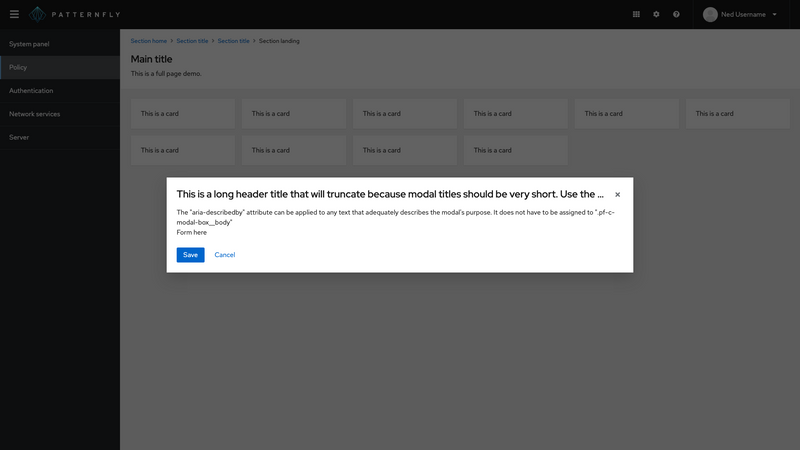 PATTERNFLY
Ned Username
System panel
Policy
Authentication
Network services
Server
Section home > Section title > Section title > Section landing
Main title
This is a full page demo.
This is a card This is a card This is a card This is a card This is a card This is a card
This is a card This is a card This is a card This is a card
This is a long header title that will truncate because modal titles should be very short. Use the ...
The "aria-describedby" attribute can be applied to any text that adequately describes the modal's purpose. It does not have to be assigned to ".pf-c-
modal-box__body"
Form here
Save Cancel